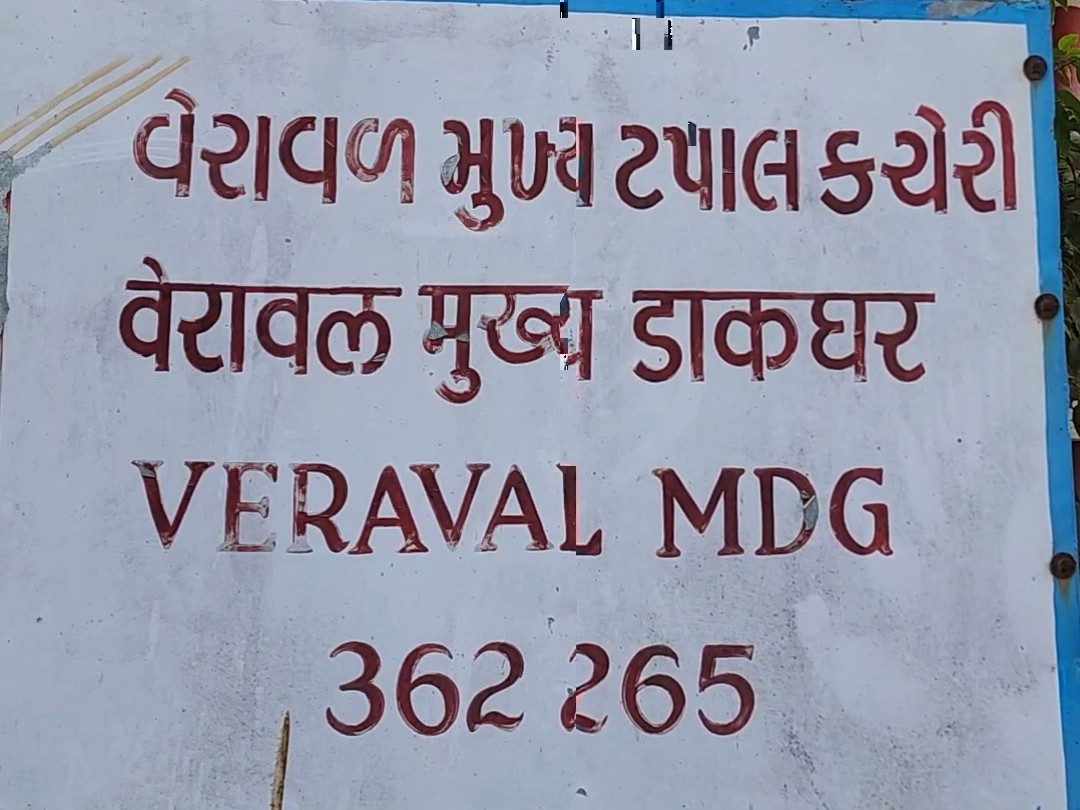 વેરાવળ મુખ્ય ટપાલ કચેરી
वेरावल मुख्य डाकघर
VERAVAL MDG
362 265